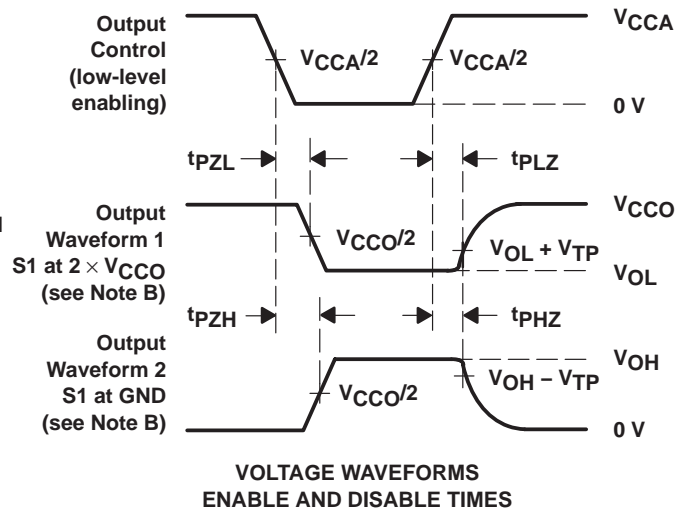 Output
Control
(low-level
enabling)
VCCA
VCCA/2
VCCA/2
0 V
tPZL
tPLZ
Output
Waveform 1
S1 at 2 × VCCO
(see Note B)
VCCO
VCCO/2
VOL + VTP
VOL
tPZH
tPHZ
Output
Waveform 2
S1 at GND
(see Note B)
VOH
VCCO/2
VOH − VTP
0 V
VOLTAGE WAVEFORMS
ENABLE AND DISABLE TIMES